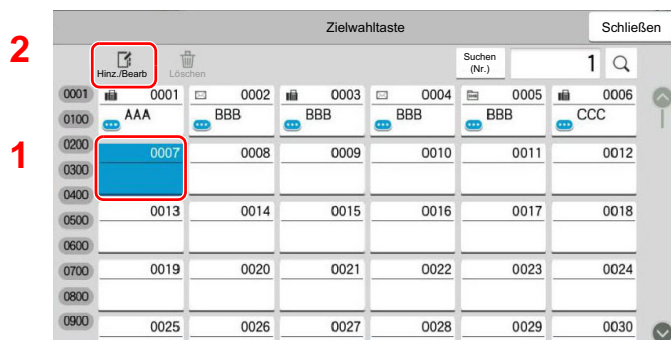 Zielwahltaste Schließen
2
Hinz./Bearb Löschen Suchen (Nr.) 1
0001 0001 0002 0003 0004 0005 0006
0100 AAA BBB BBB BBB BBB CCC
1
0200 0007 0008 0009 0010 0011 0012
0300
0400
0500 0013 0014 0015 0016 0017 0018
0600
0700 0019 0020 0021 0022 0023 0024
0800
0900 0025 0026 0027 0028 0029 0030